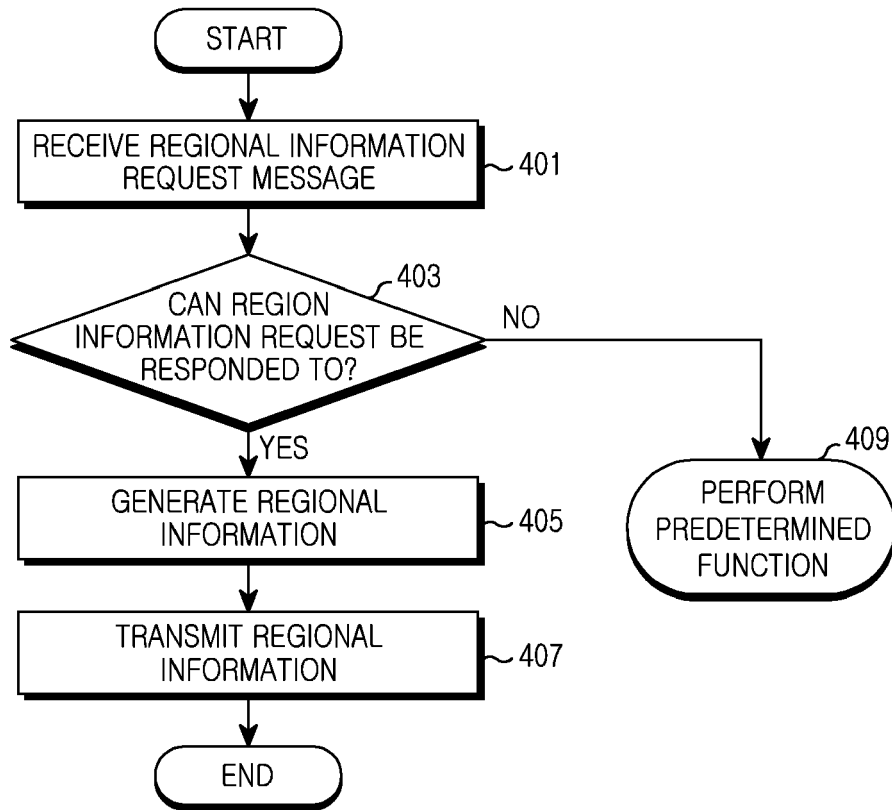 START
RECEIVE REGIONAL INFORMATION
REQUEST MESSAGE
401
403
CAN REGION
INFORMATION REQUEST BE
RESPONDED TO?
NO
YES
409
PERFORM
PREDETERMINED
FUNCTION
GENERATE REGIONAL
INFORMATION
405
TRANSMIT REGIONAL
INFORMATION
407
END